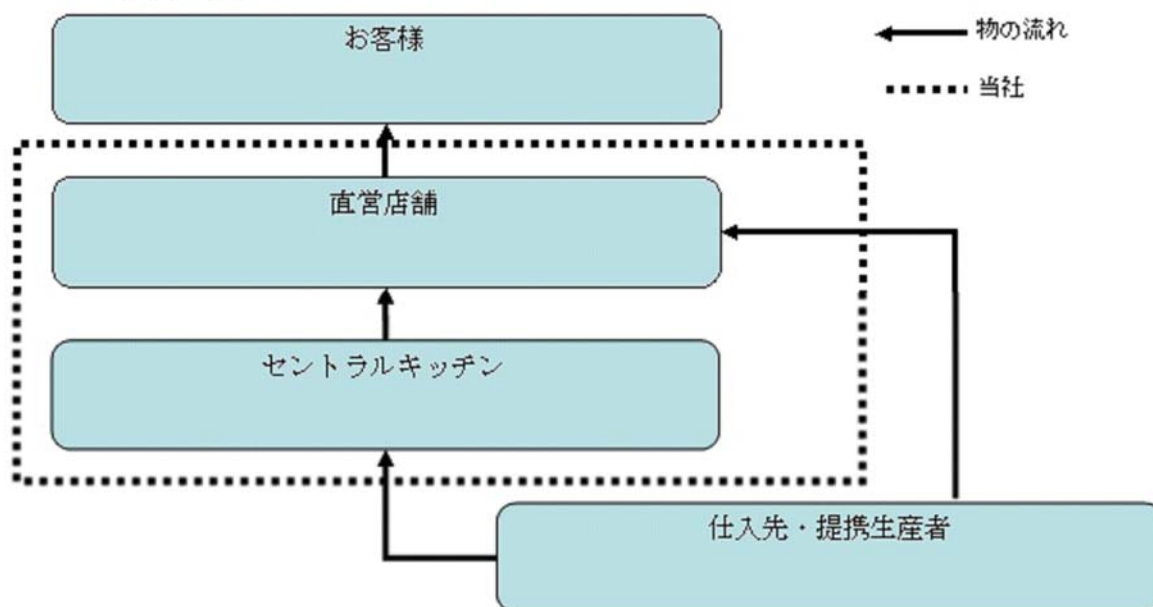 お客様
物の流れ
当社
直営店舗
セントラルキッチン
仕入先・提携生産者